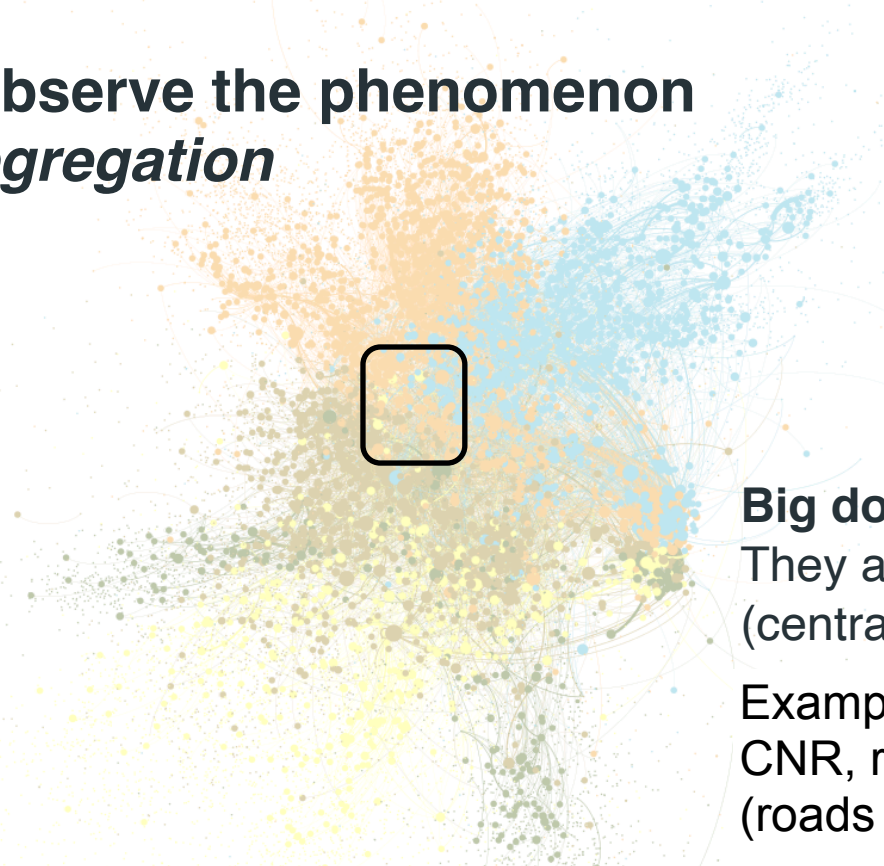 bserve the phenomenon
gregation
Big do
They a
(centra
Examp
CNR, r
(roads